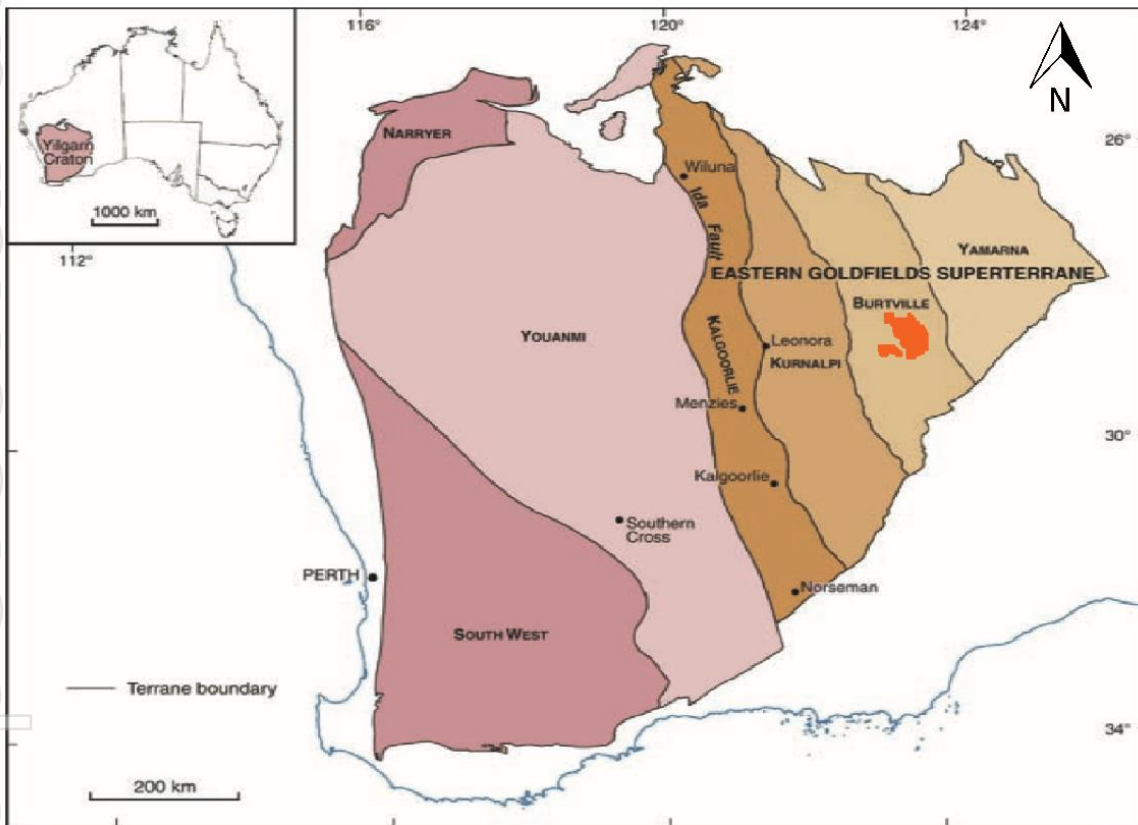 116°
120°
124°
N
Yilgarn
Craton
1000 km
NARRYER
26°
Wiluna
Ida Fault
112°
YAMARNA
EASTERN GOLDFIELDS SUPERTERRANE
BURTVILLE
YOUANMI
KALGOORLIE
Leonora
KURNALPI
Menzies
30°
Kalgoorlie
Southern
Cross
PERTH
Norseman
SOUTH WEST
Terrane boundary
34°
200 km